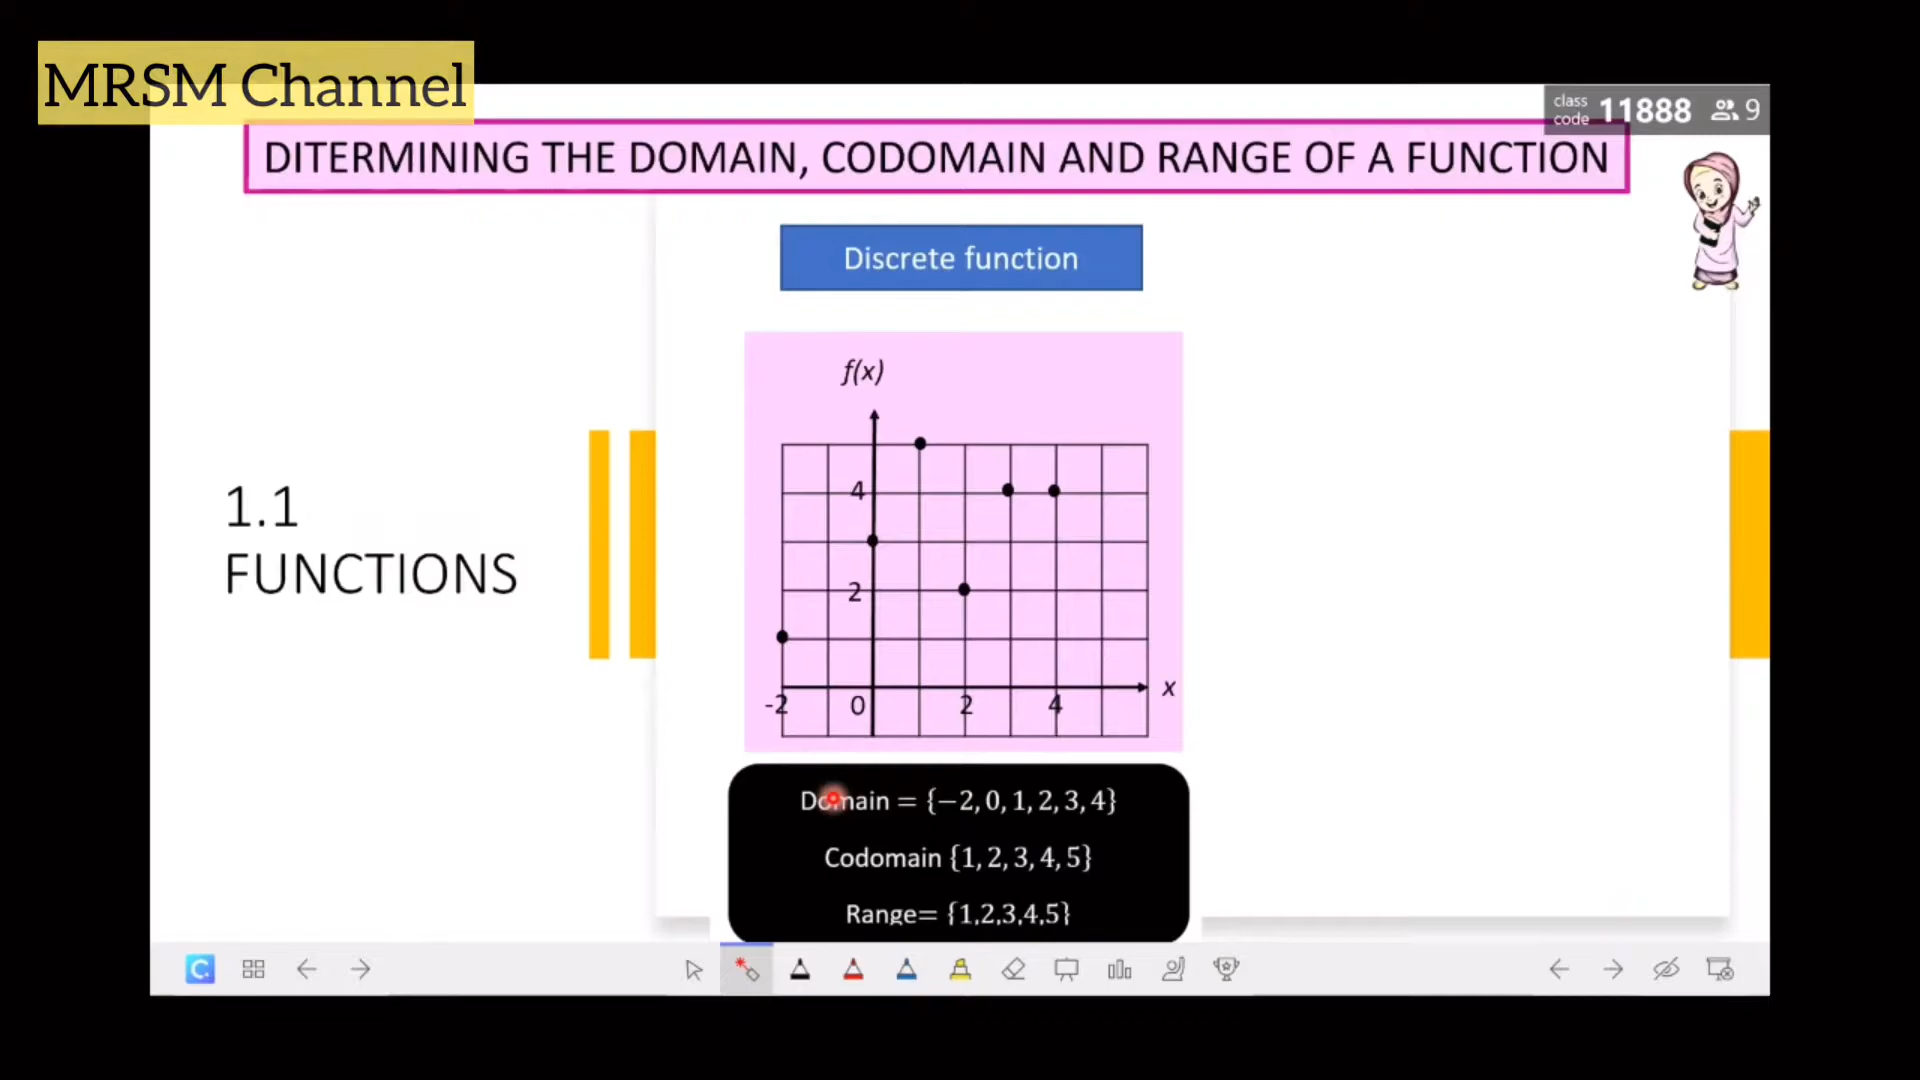 MRSM Channel
class code 11888 9
DITERMINING THE DOMAIN, CODOMAIN AND RANGE OF A FUNCTION
Discrete function
f(x)
4
2
-2 0 2 4 x
1.1
FUNCTIONS
Domain = {−2, 0, 1, 2, 3, 4}
Codomain {1, 2, 3, 4, 5}
Range= {1,2,3,4,5}